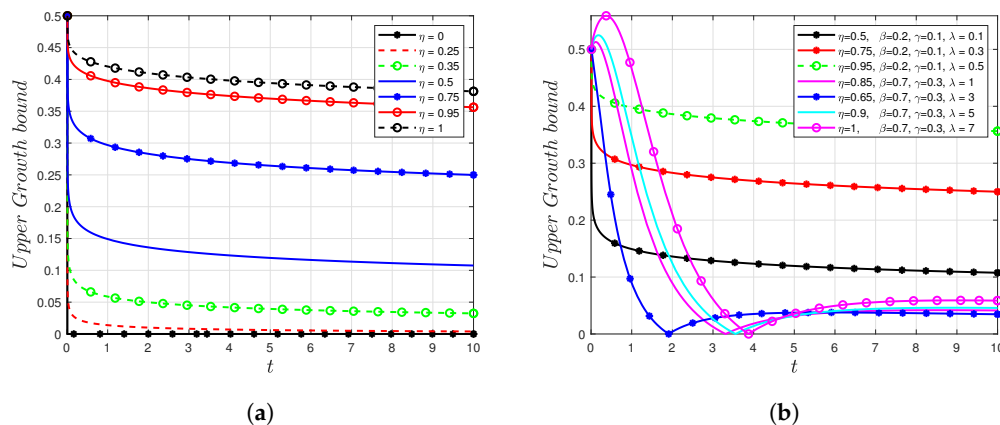 0.5
0.45
0.4
0.35
0.3
0.25
0.2
0.15
0.1
0.05
0
0 1 2 3 4 5 6 7 8 9 10
Upper Growth bound
t
η = 0
η = 0.25
η = 0.35
η = 0.5
η = 0.75
η = 0.95
η = 1
(a)
0.5
0.4
0.3
0.2
0.1
0
0 1 2 3 4 5 6 7 8 9 10
Upper Growth bound
t
η=0.5, β=0.2, γ=0.1, λ = 0.1
η=0.75, β=0.2, γ=0.1, λ = 0.3
η=0.95, β=0.2, γ=0.1, λ = 0.5
η=0.85, β=0.7, γ=0.3, λ = 1
η=0.65, β=0.7, γ=0.3, λ = 3
η=0.9, β=0.7, γ=0.3, λ = 5
η=1, β=0.7, γ=0.3, λ = 7
(b)